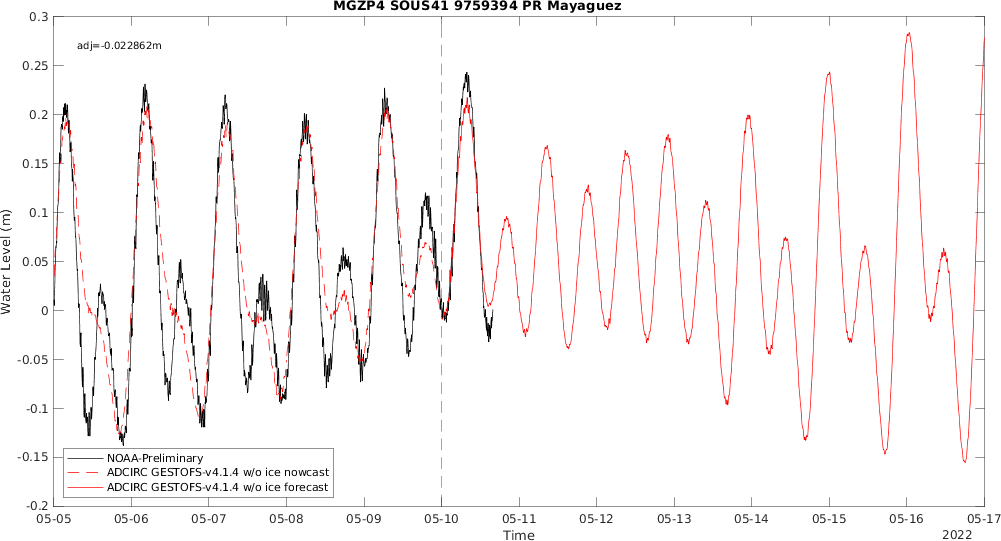 MGZP4 SOUS41 9759394 PR Mayaguez
adj=-0.022862m
0.3
0.25
0.2
0.15
0.1
0.05
0
-0.05
-0.1
-0.15
-0.2
Water Level (m)
NOAA-Preliminary
ADCIRC GESTOFS-v4.1.4 w/o ice nowcast
ADCIRC GESTOFS-v4.1.4 w/o ice forecast
05-05 05-06 05-07 05-08 05-09 05-10 05-11 05-12 05-13 05-14 05-15 05-16 05-17
Time
2022